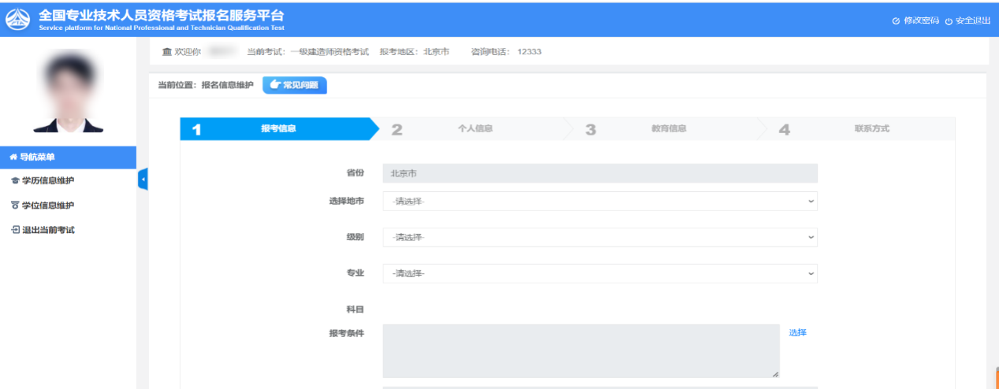 全国专业技术人员资格考试报名服务平台
Service platform for National Professional and Technician Qualification Test
修改密码 安全退出
欢迎你 当前考试：一级建造师资格考试 报考地区：北京市 咨询电话：12333
当前位置：报名信息维护 常见问题
1 报考信息 2 个人信息 3 教育信息 4 联系方式
导航菜单
学历信息维护
学位信息维护
退出当前考试
省份 北京市
选择地市 -请选择-
级别 -请选择-
专业 -请选择-
科目
报考条件 选择